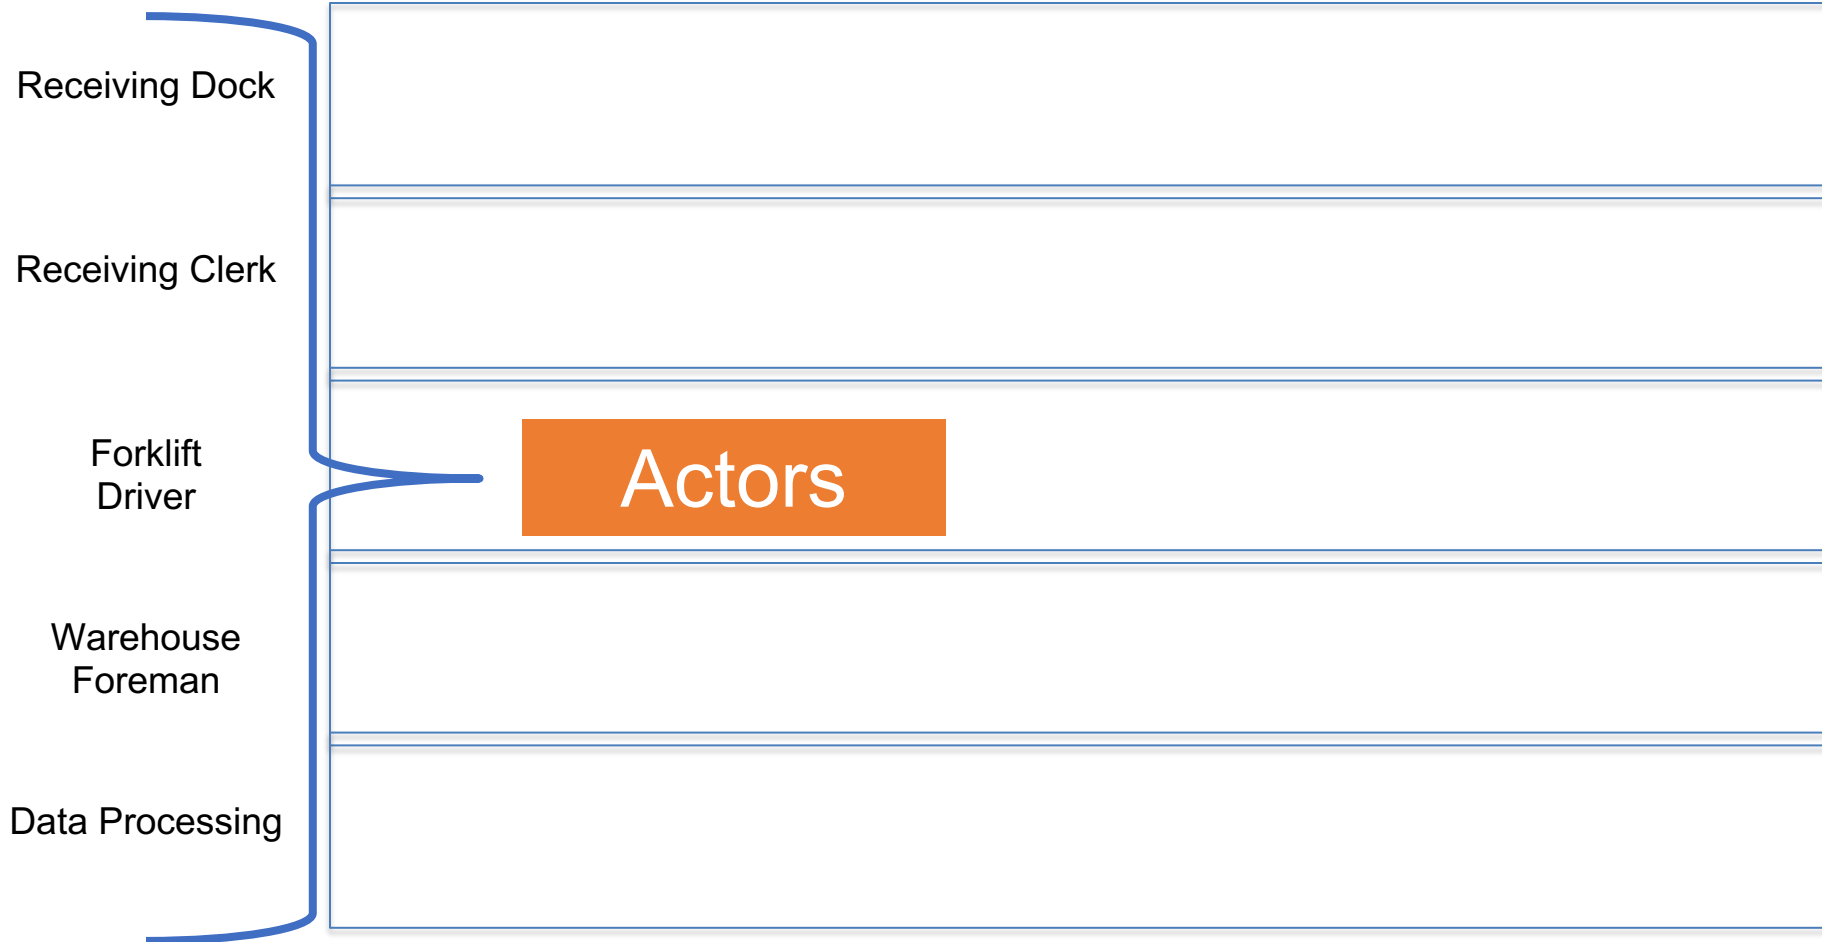 Receiving Dock
Receiving Clerk
Forklift
Driver
Actors
Warehouse
Foreman
Data Processing